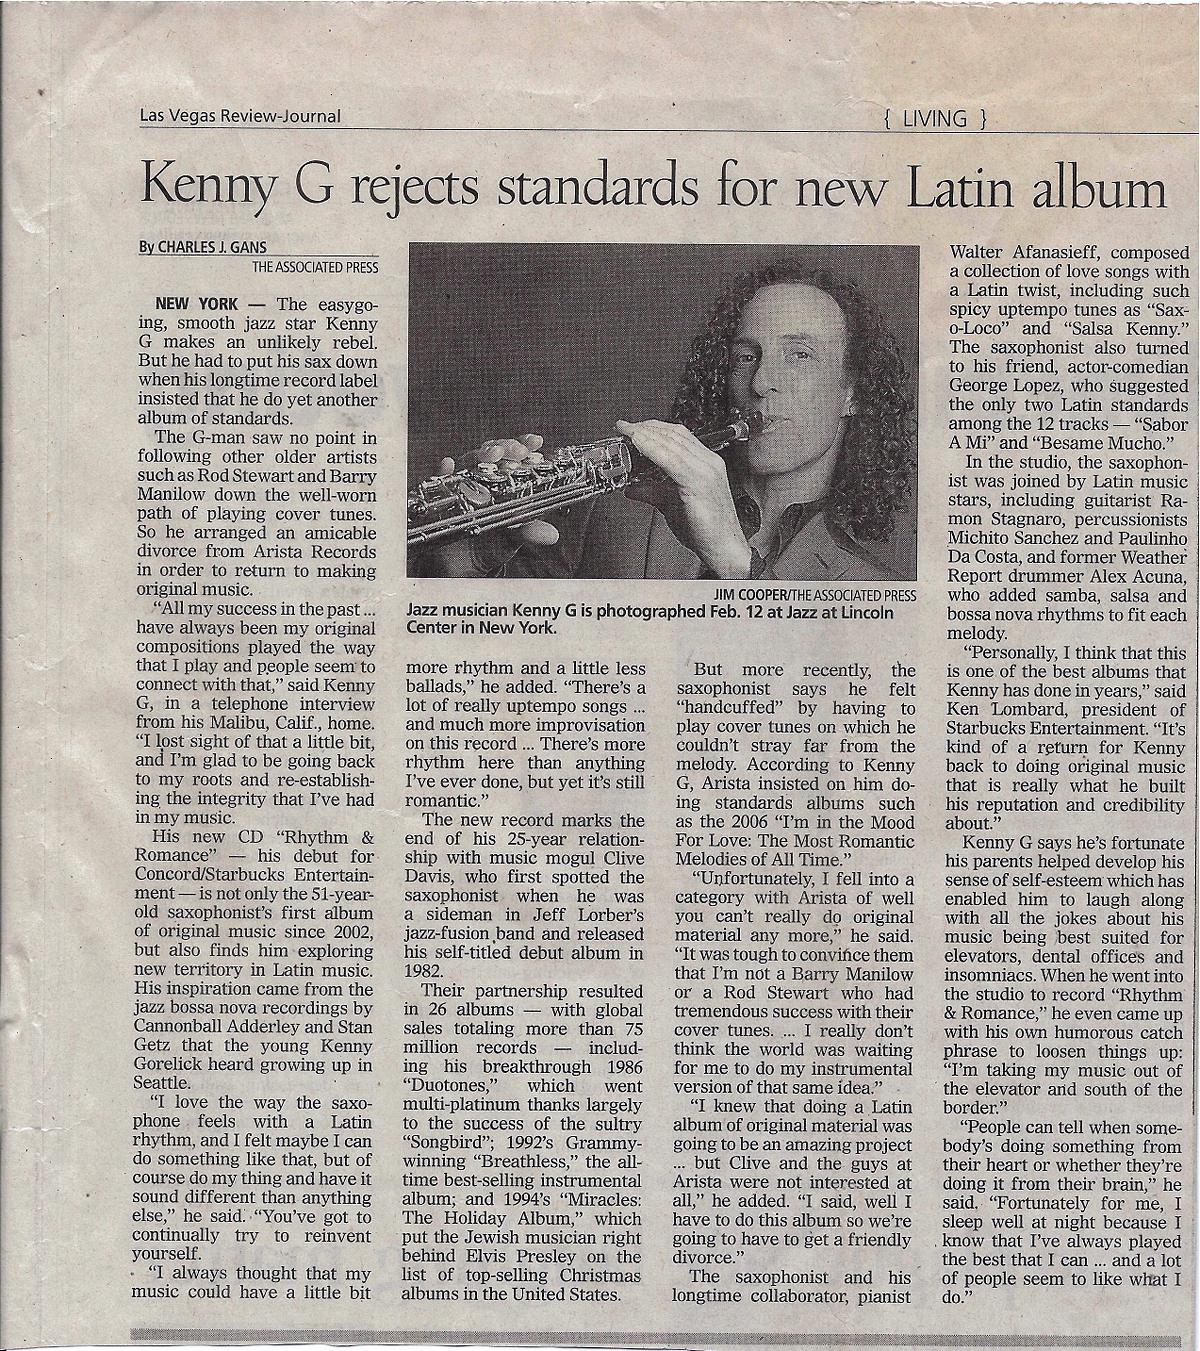 Las Vegas Review-Journal
{ LIVING }
Kenny G rejects standards for new Latin album
By CHARLES J. GANS
THE ASSOCIATED PRESS
NEW YORK — The easygo-
ing, smooth jazz star Kenny
G makes an unlikely rebel.
But he had to put his sax down
when his longtime record label
insisted that he do yet another
album of standards.
The G-man saw no point in
following other older artists
such as Rod Stewart and Barry
Manilow down the well-worn
path of playing cover tunes.
So he arranged an amicable
divorce from Arista Records
in order to return to making
original music.
“All my success in the past ...
have always been my original
compositions played the way
that I play and people seem to
connect with that,” said Kenny
G, in a telephone interview
from his Malibu, Calif., home.
“I lost sight of that a little bit,
and I’m glad to be going back
to my roots and re-establish-
ing the integrity that I’ve had
in my music.
His new CD “Rhythm &
Romance” — his debut for
Concord/Starbucks Entertain-
ment — is not only the 51-year-
old saxophonist’s first album
of original music since 2002,
but also finds him exploring
new territory in Latin music.
His inspiration came from the
jazz bossa nova recordings by
Cannonball Adderley and Stan
Getz that the young Kenny
Gorelick heard growing up in
Seattle.
“I love the way the saxo-
phone feels with a Latin
rhythm, and I felt maybe I can
do something like that, but of
course do my thing and have it
sound different than anything
else,” he said. “You’ve got to
continually try to reinvent
yourself.
“I always thought that my
music could have a little bit
JIM COOPER/THE ASSOCIATED PRESS
Jazz musician Kenny G is photographed Feb. 12 at Jazz at Lincoln
Center in New York.
more rhythm and a little less
ballads,” he added. “There’s a
lot of really uptempo songs ...
and much more improvisation
on this record ... There’s more
rhythm here than anything
I’ve ever done, but yet it’s still
romantic.”
The new record marks the
end of his 25-year relation-
ship with music mogul Clive
Davis, who first spotted the
saxophonist when he was
a sideman in Jeff Lorber’s
jazz-fusion band and released
his self-titled debut album in
1982.
Their partnership resulted
in 26 albums — with global
sales totaling more than 75
million records — includ-
ing his breakthrough 1986
“Duotones,” which went
multi-platinum thanks largely
to the success of the sultry
“Songbird”; 1992’s Grammy-
winning “Breathless,” the all-
time best-selling instrumental
album; and 1994’s “Miracles:
The Holiday Album,” which
put the Jewish musician right
behind Elvis Presley on the
list of top-selling Christmas
albums in the United States.
But more recently, the
saxophonist says he felt
“handcuffed” by having to
play cover tunes on which he
couldn’t stray far from the
melody. According to Kenny
G, Arista insisted on him do-
ing standards albums such
as the 2006 “I’m in the Mood
For Love: The Most Romantic
Melodies of All Time.”
“Unfortunately, I fell into a
category with Arista of well
you can’t really do original
material any more,” he said.
“It was tough to convince them
that I’m not a Barry Manilow
or a Rod Stewart who had
tremendous success with their
cover tunes. ... I really don’t
think the world was waiting
for me to do my instrumental
version of that same idea.”
“I knew that doing a Latin
album of original material was
going to be an amazing project
... but Clive and the guys at
Arista were not interested at
all,” he added. “I said, well I
have to do this album so we’re
going to have to get a friendly
divorce.”
The saxophonist and his
longtime collaborator, pianist
Walter Afanasieff, composed
a collection of love songs with
a Latin twist, including such
spicy uptempo tunes as “Sax-
o-Loco” and “Salsa Kenny.”
The saxophonist also turned
to his friend, actor-comedian
George Lopez, who suggested
the only two Latin standards
among the 12 tracks — “Sabor
A Mi” and “Besame Mucho.”
In the studio, the saxophon-
ist was joined by Latin music
stars, including guitarist Ra-
mon Stagnaro, percussionists
Michito Sanchez and Paulinho
Da Costa, and former Weather
Report drummer Alex Acuna,
who added samba, salsa and
bossa nova rhythms to fit each
melody.
“Personally, I think that this
is one of the best albums that
Kenny has done in years,” said
Ken Lombard, president of
Starbucks Entertainment. “It’s
kind of a return for Kenny
back to doing original music
that is really what he built
his reputation and credibility
about.”
Kenny G says he’s fortunate
his parents helped develop his
sense of self-esteem which has
enabled him to laugh along
with all the jokes about his
music being best suited for
elevators, dental offices and
insomniacs. When he went into
the studio to record “Rhythm
& Romance,” he even came up
with his own humorous catch
phrase to loosen things up:
“I’m taking my music out of
the elevator and south of the
border.”
“People can tell when some-
body’s doing something from
their heart or whether they’re
doing it from their brain,” he
said. “Fortunately for me, I
sleep well at night because I
know that I’ve always played
the best that I can ... and a lot
of people seem to like what I
do.”